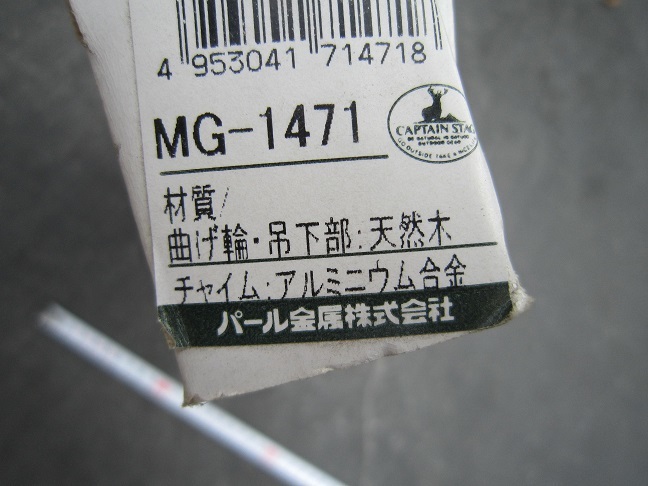 4 953041 714718
MG-1471
CAPTAIN STAG
OUTDOOR GEAR
材質/
曲げ輪・吊下部:天然木
チャイム:アルミニウム合金
パール金属株式会社